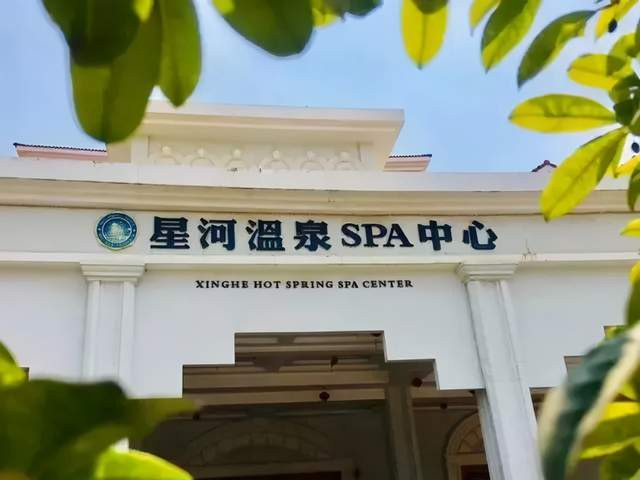 星河溫泉SPA中心
XINGHE HOT SPRING SPA CENTER